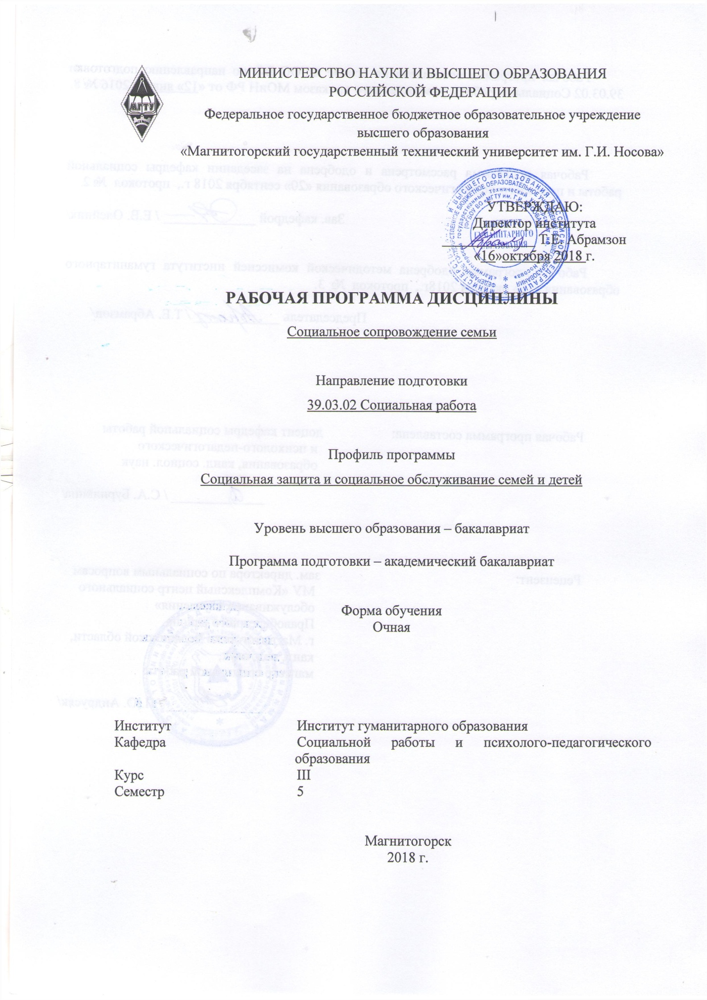 МИНИСТЕРСТВО НАУКИ И ВЫСШЕГО ОБРАЗОВАНИЯ
РОССИЙСКОЙ ФЕДЕРАЦИИ
МГТУ
Федеральное государственное бюджетное образовательное учреждение
высшего образования
«Магнитогорский государственный технический университет им. Г.И. Носова»
УТВЕРЖДАЮ:
Директор института
Т.Е. Абрамзон
«16»октября 2018 г.
РАБОЧАЯ ПРОГРАММА ДИСЦИПЛИНЫ
Социальное сопровождение семьи
Направление подготовки
39.03.02 Социальная работа
Профиль программы
Социальная защита и социальное обслуживание семей и детей
Уровень высшего образования – бакалавриат
Программа подготовки – академический бакалавриат
Форма обучения
Очная
Институт Институт гуманитарного образования
Кафедра Социальной работы и психолого-педагогического
образования
Курс III
Семестр 5
Магнитогорск
2018 г.